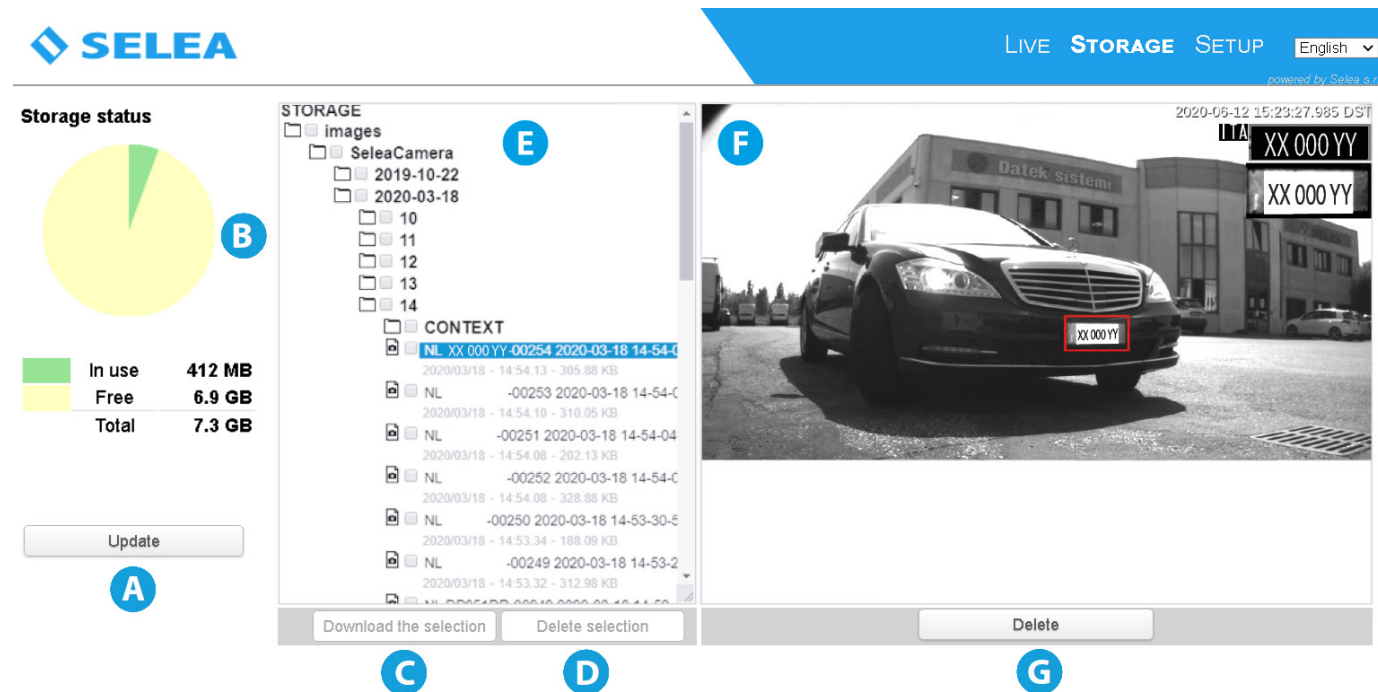 SELEA
LIVE STORAGE SETUP English
powered by Selea s.r
Storage status
B
In use 412 MB
Free 6.9 GB
Total 7.3 GB
Update
A
STORAGE
E
images
SeleaCamera
2019-10-22
2020-03-18
10
11
12
13
14
CONTEXT
NL XX 000 YY-00254 2020-03-18 14-54-0
2020/03/18 - 14:54.13 - 305.88 KB
NL -00253 2020-03-18 14-54-0
2020/03/18 - 14:54.10 - 310.05 KB
NL -00251 2020-03-18 14-54-04
2020/03/18 - 14:54.08 - 202.13 KB
NL -00252 2020-03-18 14-54-0
2020/03/18 - 14:54.08 - 328.88 KB
NL -00250 2020-03-18 14-53-30-5
2020/03/18 - 14:53.34 - 188.09 KB
NL -00249 2020-03-18 14-53-2
2020/03/18 - 14:53.32 - 312.98 KB
Download the selection Delete selection
C D
F
2020-06-12 15:23:27.985 DST
ITA XX 000 YY
XX 000 YY
Datek sistemi
XX 000 YY
Delete
G